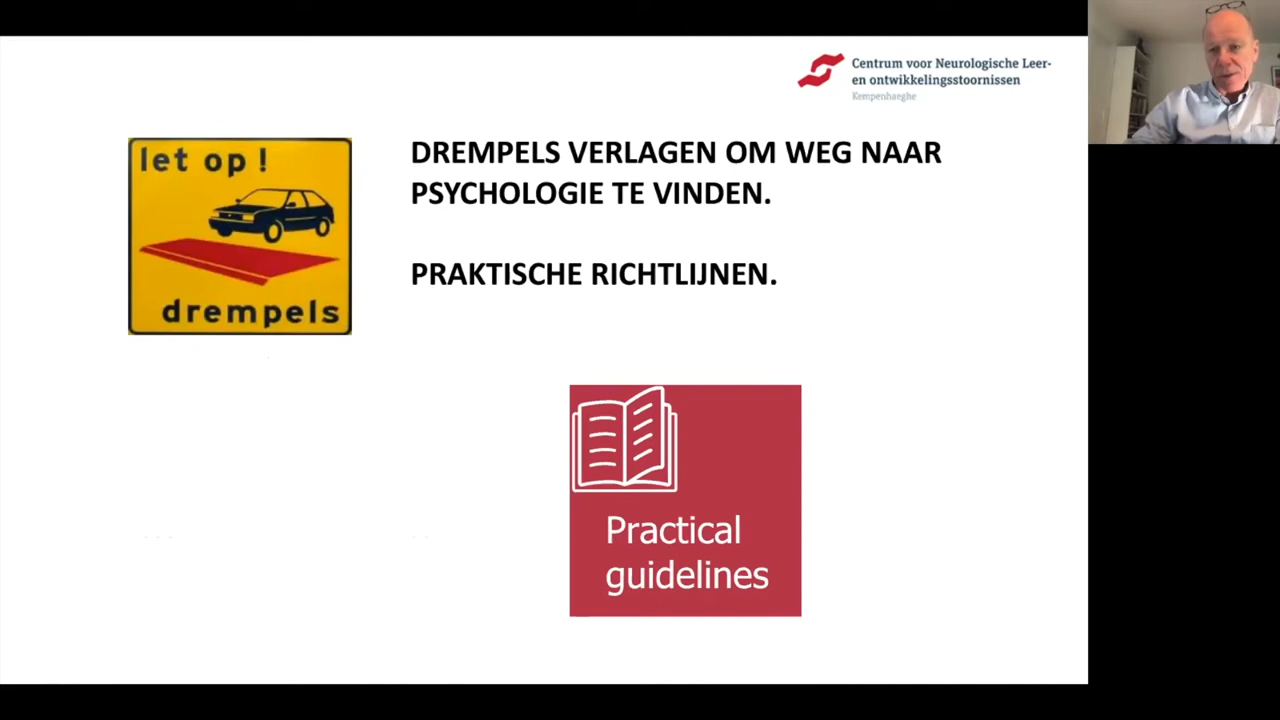 Centrum voor Neurologische Leer-
en ontwikkelingsstoornissen
Kempenhaeghe
let op !
drempels
DREMPELS VERLAGEN OM WEG NAAR
PSYCHOLOGIE TE VINDEN.
PRAKTISCHE RICHTLIJNEN.
Practical
guidelines